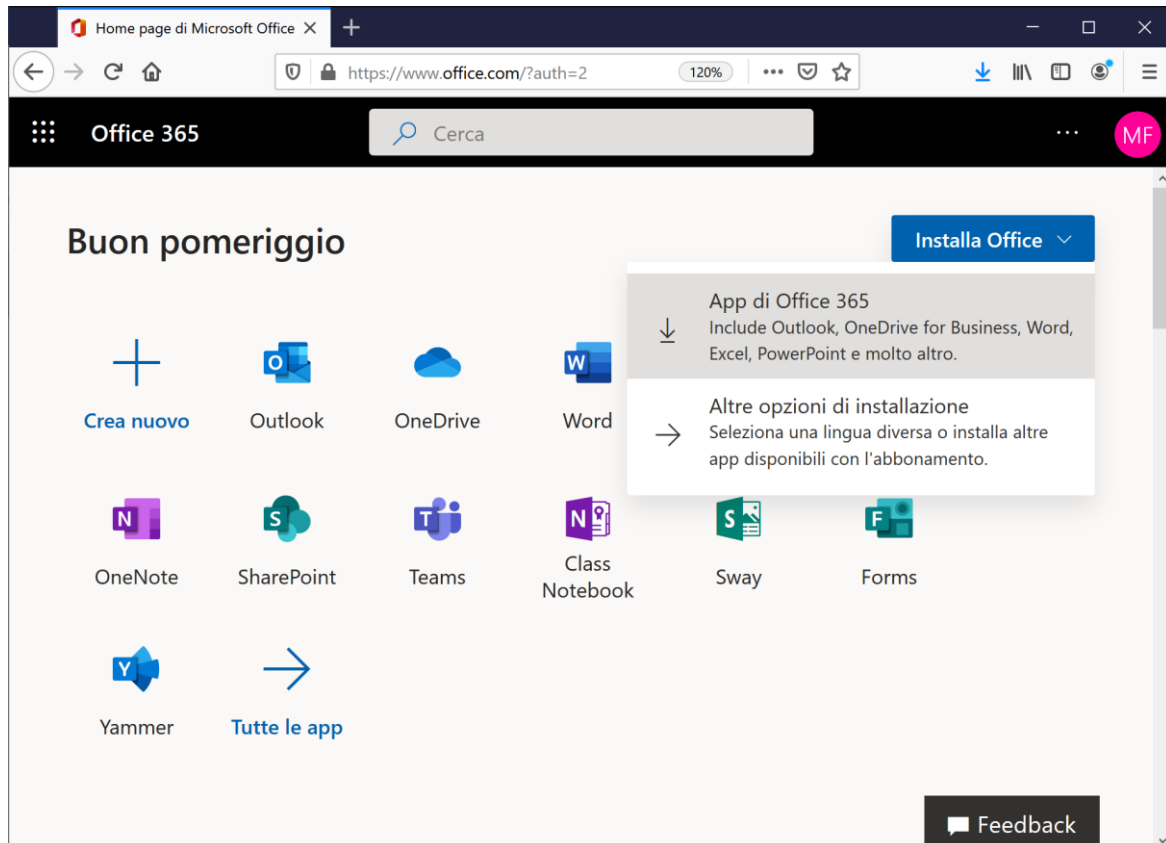 Home page di Microsoft Office
https://www.office.com/?auth=2
120%
Office 365
Cerca
MF
Buon pomeriggio
Installa Office
App di Office 365
Include Outlook, OneDrive for Business, Word,
Excel, PowerPoint e molto altro.
Altre opzioni di installazione
Seleziona una lingua diversa o installa altre
app disponibili con l'abbonamento.
Crea nuovo
Outlook
OneDrive
Word
OneNote
SharePoint
Teams
Class
Notebook
Sway
Forms
Yammer
Tutte le app
Feedback